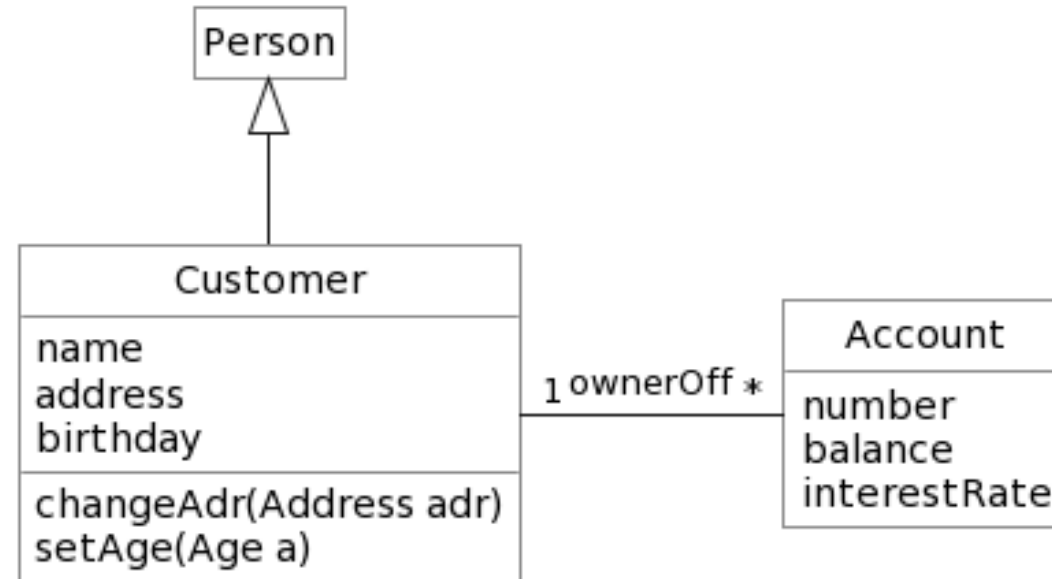 Person
Customer
name
address
birthday
changeAdr(Address adr)
setAge(Age a)
1 ownerOff *
Account
number
balance
interestRate